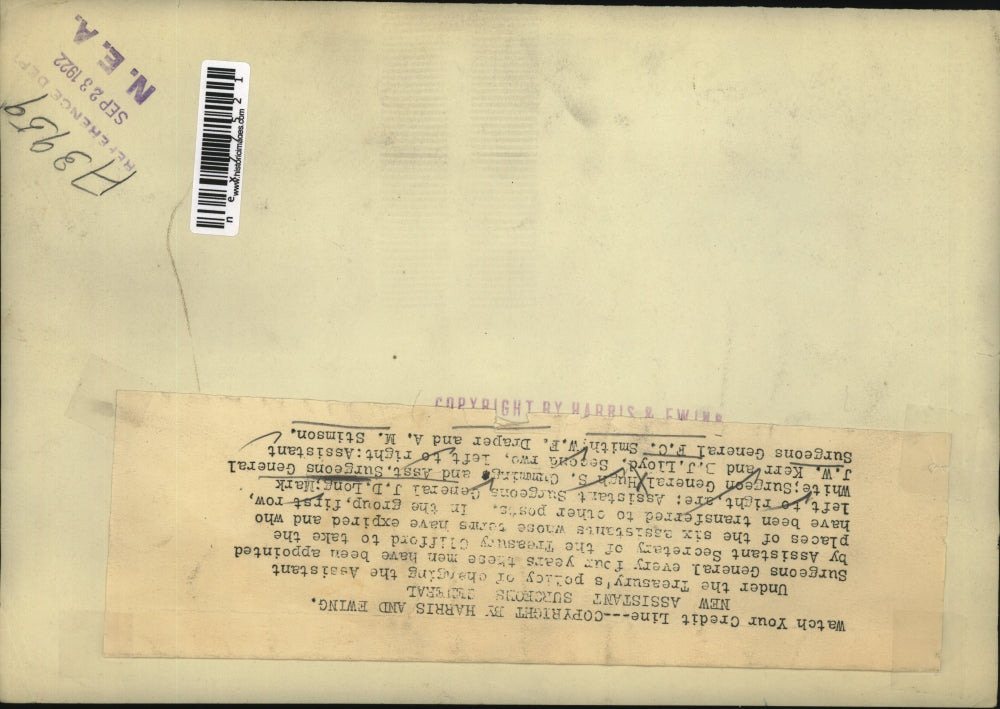 REFERENCE DEPT
SEP 23 1922
N. E. A.
A3959
www.historicimages.com
COPYRIGHT BY HARRIS & EWING
Watch Your Credit Line---COPYRIGHT BY HARRIS AND EWING.
NEW ASSISTANT SURGEONS GENERAL
Under the Treasury's policy of changing the Assistant
Surgeons General every four years these men have been appointed
by Assistant Secretary of the Treasury Clifford to take the
places of the six assistants whose terms have expired and who
have been transferred to other posts. In the group,first row,
left to right,are: Assistant Surgeons General J.D.Long;Mark
White;Surgeon General Hugh S. Cumming, and Asst.Surgeons General
J.W. Kerr and B.J.Lloyd. Second rwo, left to right:Assistant
Surgeons General F.C. Smith;W.F. Draper and A. M. Stimson.